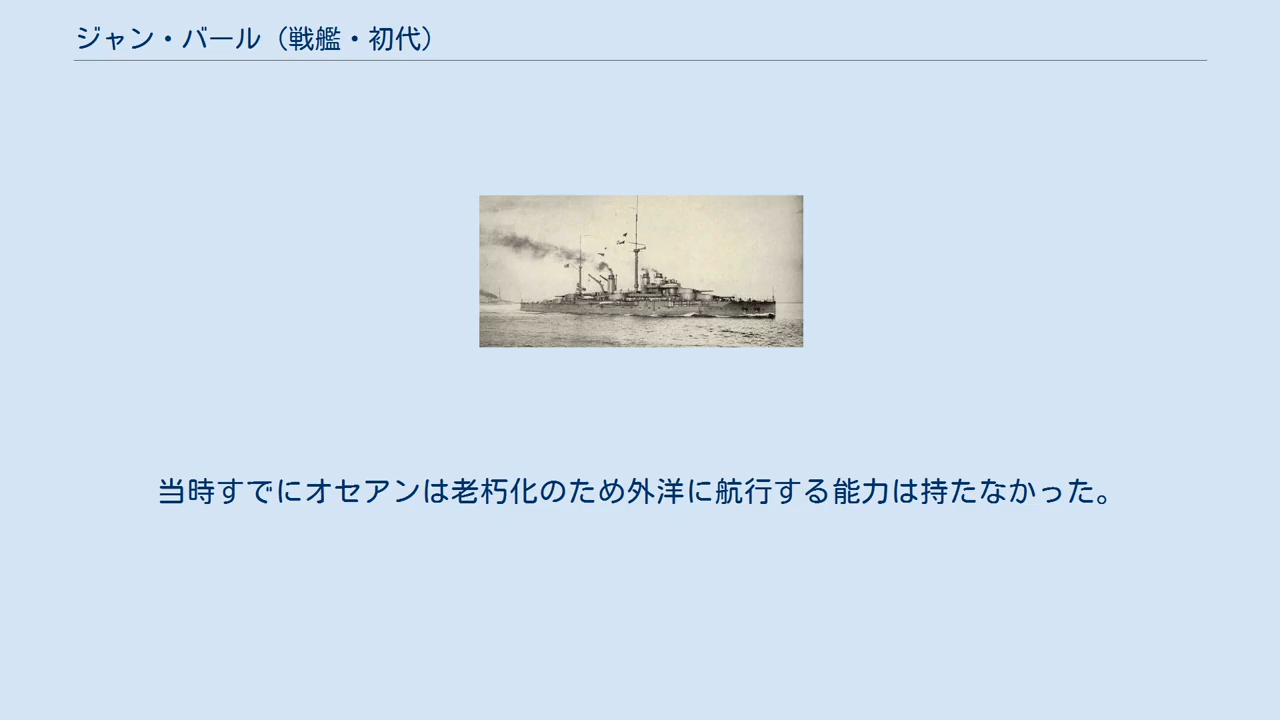 ジャン・バール（戦艦・初代）
当時すでにオセアンは老朽化のため外洋に航行する能力は持たなかった。